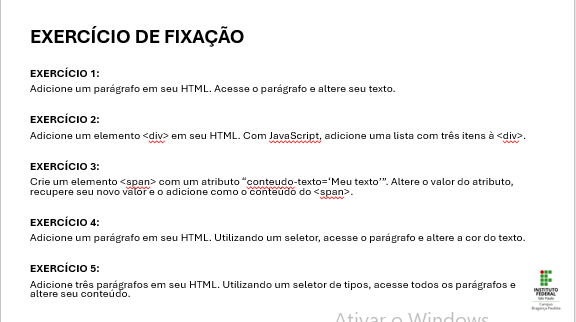 EXERCÍCIO DE FIXAÇÃO
EXERCÍCIO 1:
Adicione um parágrafo em seu HTML. Acesse o parágrafo e altere seu texto.
EXERCÍCIO 2:
Adicione um elemento <div> em seu HTML. Com JavaScript, adicione uma lista com três itens à <div>.
EXERCÍCIO 3:
Crie um elemento <span> com um atributo “conteudo-texto=‘Meu texto’”. Altere o valor do atributo,
recupere seu novo valor e o adicione como o conteúdo do <span>.
EXERCÍCIO 4:
Adicione um parágrafo em seu HTML. Utilizando um seletor, acesse o parágrafo e altere a cor do texto.
EXERCÍCIO 5:
Adicione três parágrafos em seu HTML. Utilizando um seletor de tipos, acesse todos os parágrafos e
altere seu conteúdo.
INSTITUTO
FEDERAL
São Paulo
Campus
Bragança Paulista
Ativar o Windows